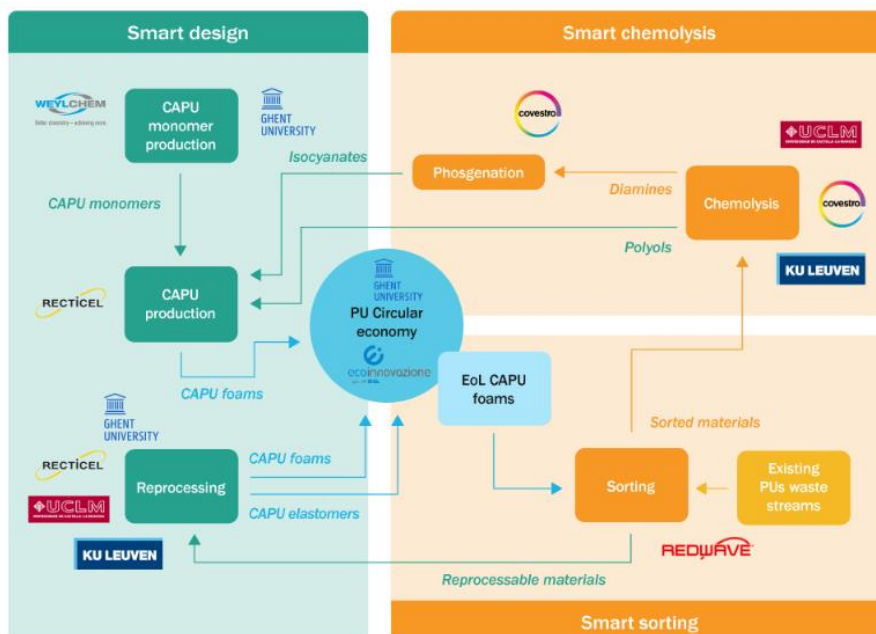 Smart design
Smart chemolysis
WEYLCHEM
CAPU
monomer
production
GHENT
UNIVERSITY
covestro
UCLM
Isocyanates
Phosgenation
Diamines
Chemolysis
covestro
CAPU monomers
Polyols
KU LEUVEN
RECTICEL
CAPU
production
GHENT
UNIVERSITY
PU Circular
economy
ecoinnovazione
EoL CAPU
foams
CAPU foams
GHENT
UNIVERSITY
Sorted materials
RECTICEL
CAPU foams
Reprocessing
Sorting
Existing
PUs waste
streams
UCLM
CAPU elastomers
KU LEUVEN
REDWAVE
Reprocessable materials
Smart sorting